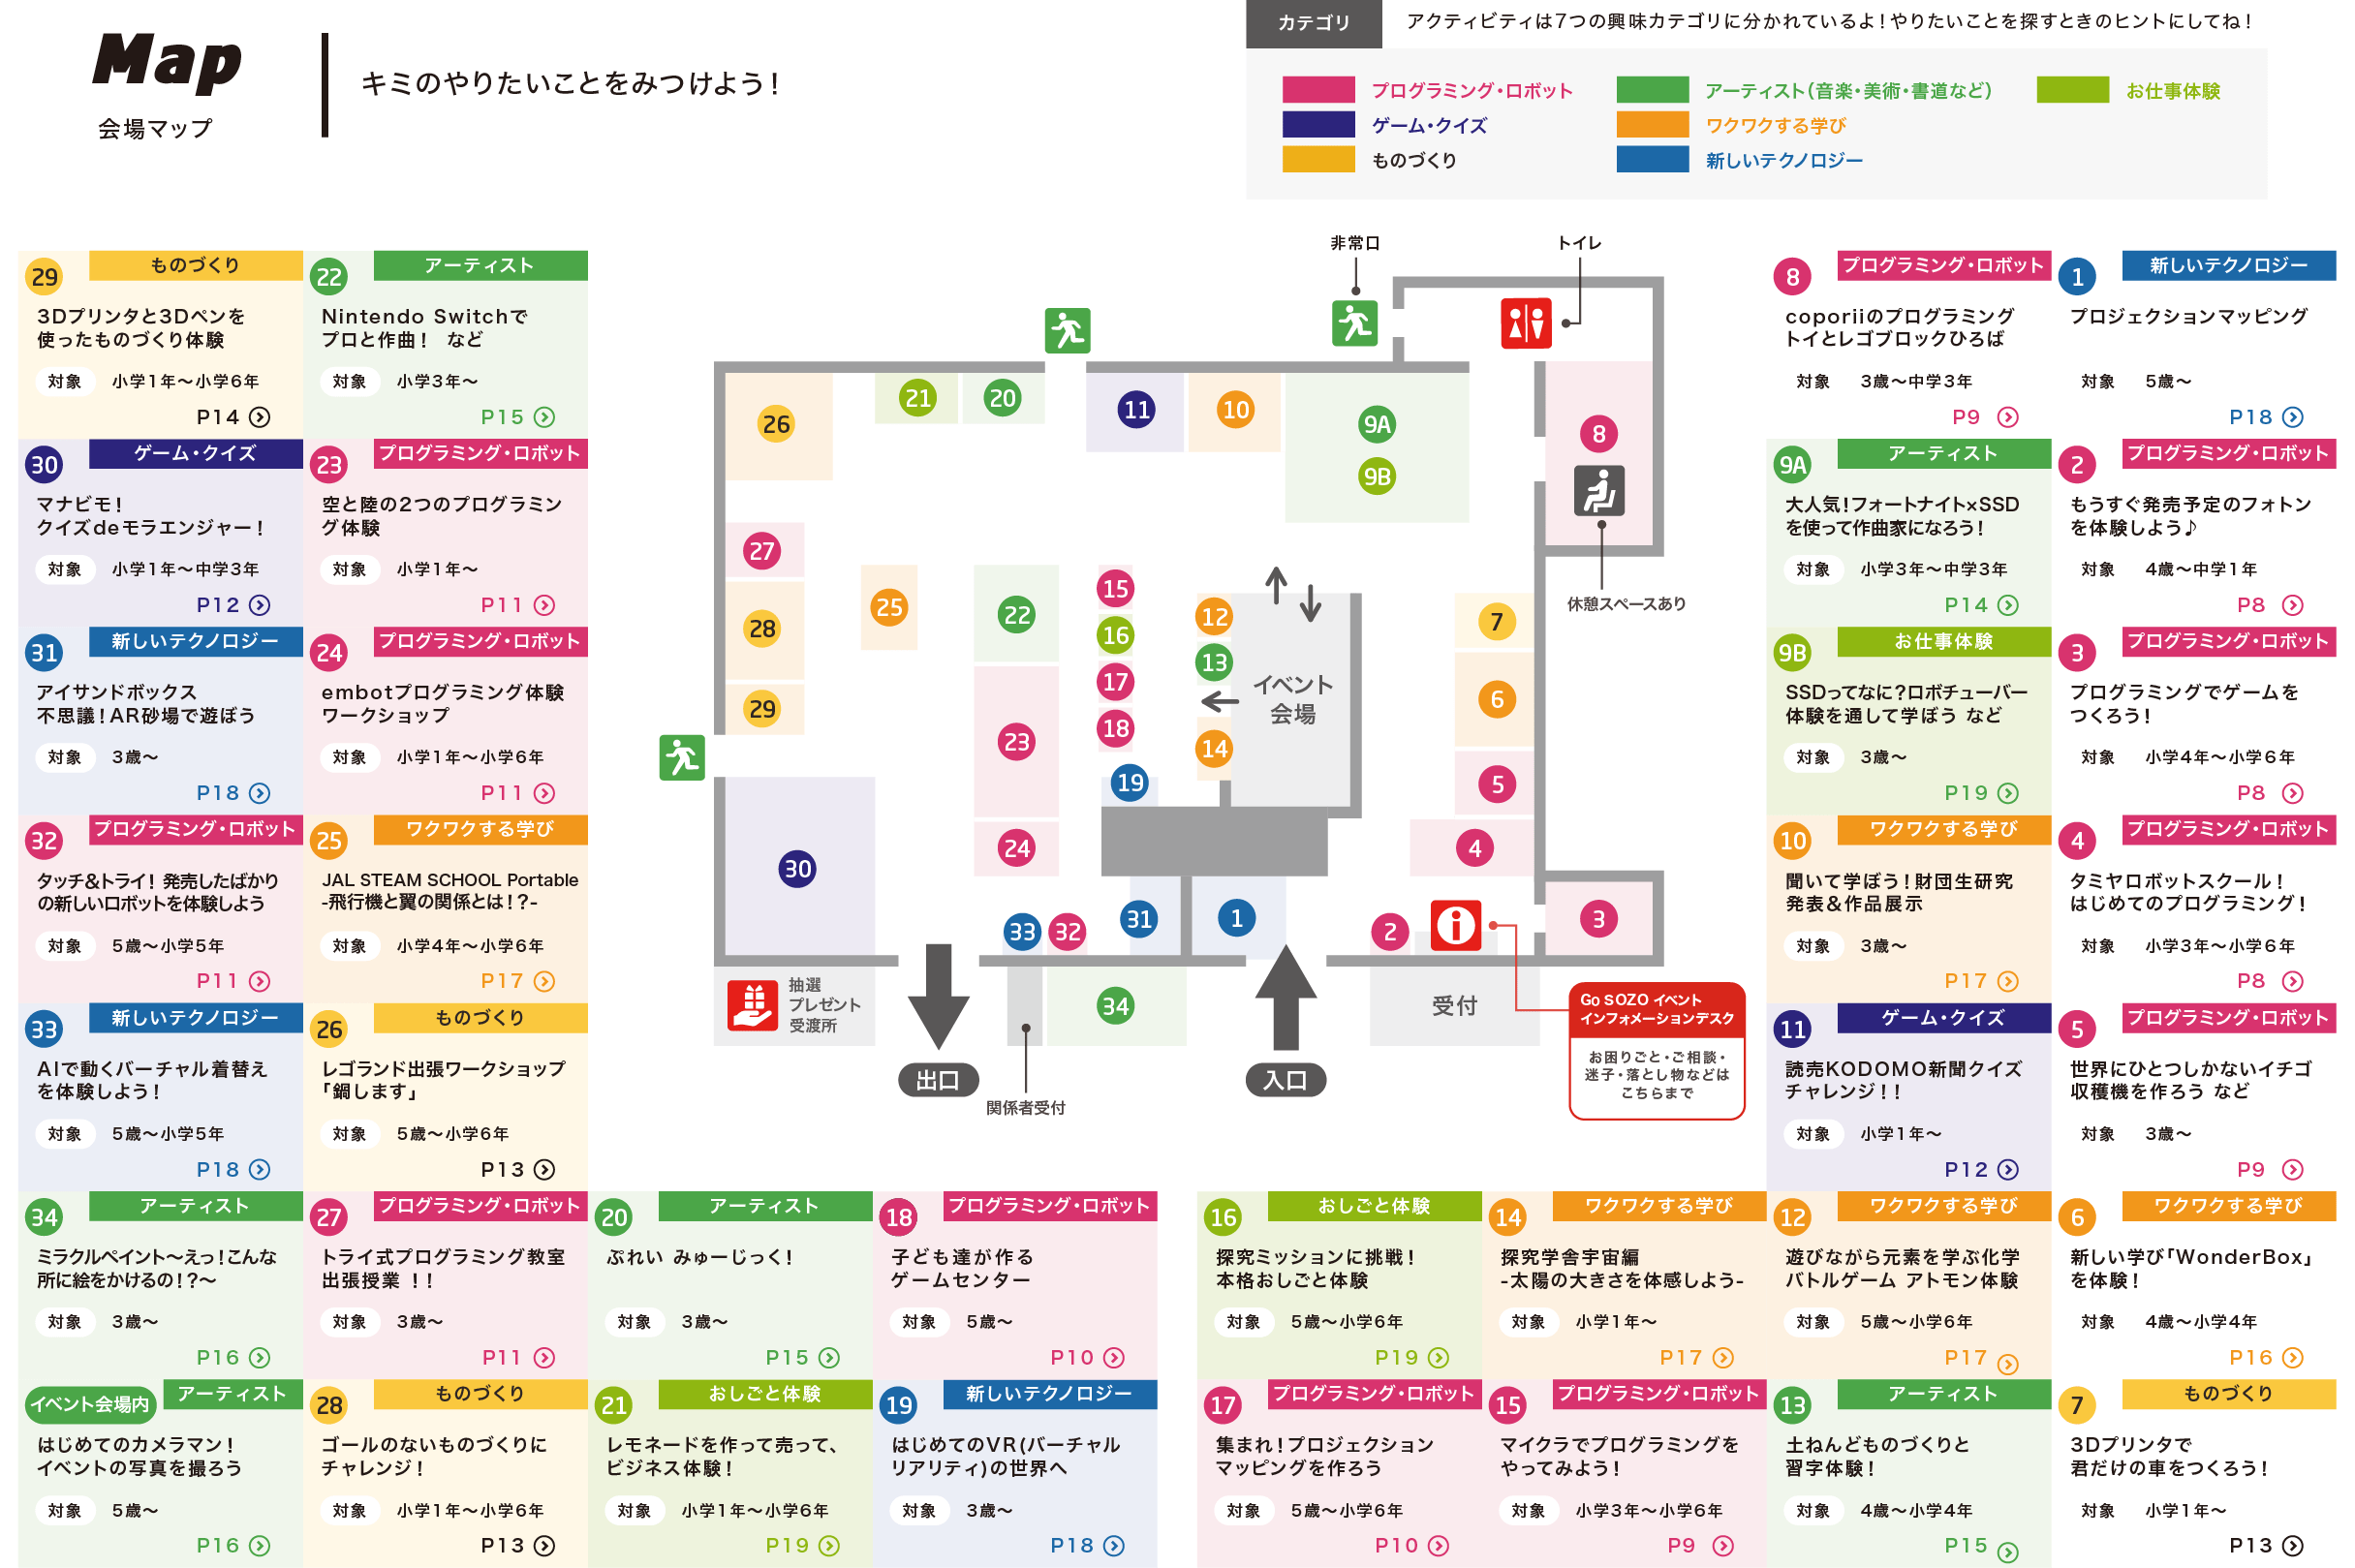 Map
会場マップ
キミのやりたいことをみつけよう！
カテゴリ
アクティビティは7つの興味カテゴリに分かれているよ！やりたいことを探すときのヒントにしてね！
プログラミング・ロボット
アーティスト（音楽・美術・書道など）
お仕事体験
ゲーム・クイズ
ワクワクする学び
ものづくり
新しいテクノロジー
29
ものづくり
3Dプリンタと3Dペンを
使ったものづくり体験
対象 小学1年～小学6年
P14
22
アーティスト
Nintendo Switchで
プロと作曲！ など
対象 小学3年～
P15
30
ゲーム・クイズ
マナビモ！
クイズdeモラエンジャー！
対象 小学1年～中学3年
P12
23
プログラミング・ロボット
空と陸の2つのプログラミン
グ体験
対象 小学1年～
P11
31
新しいテクノロジー
アイサンドボックス
不思議！AR砂場で遊ぼう
対象 3歳～
P18
24
プログラミング・ロボット
embotプログラミング体験
ワークショップ
対象 小学1年～小学6年
P11
32
プログラミング・ロボット
タッチ＆トライ！ 発売したばかり
の新しいロボットを体験しよう
対象 5歳～小学5年
P11
25
ワクワクする学び
JAL STEAM SCHOOL Portable
-飛行機と翼の関係とは！？-
対象 小学4年～小学6年
P17
33
新しいテクノロジー
AIで動くバーチャル着替え
を体験しよう！
対象 5歳～小学5年
P18
26
ものづくり
レゴランド出張ワークショップ
「鋼します」
対象 5歳～小学6年
P13
34
アーティスト
ミラクルペイント～えっ！こんな
所に絵をかけるの！？～
対象 3歳～
P16
27
プログラミング・ロボット
トライ式プログラミング教室
出張授業 ！！
対象 3歳～
P11
20
アーティスト
ぷれい みゅーじっく！
対象 3歳～
P15
18
プログラミング・ロボット
子ども達が作る
ゲームセンター
対象 5歳～
P10
イベント会場内
アーティスト
はじめてのカメラマン！
イベントの写真を撮ろう
対象 5歳～
P16
28
ものづくり
ゴールのないものづくりに
チャレンジ！
対象 小学1年～小学6年
P13
21
おしごと体験
レモネードを作って売って、
ビジネス体験！
対象 小学1年～小学6年
P19
19
新しいテクノロジー
はじめてのVR(バーチャル
リアリティ)の世界へ
対象 3歳～
P18
非常口
トイレ
26
21
20
11
10
9A
9B
8
休憩スペースあり
27
28
29
25
22
23
24
15
16
17
18
19
12
13
14
イベント
会場
7
6
5
4
30
33
32
31
1
2
3
抽選
プレゼント
受渡所
34
受付
出口
関係者受付
入口
Go SOZO イベント
インフォメーションデスク
お困りごと・ご相談・
迷子・落とし物などは
こちらまで
8
プログラミング・ロボット
coporiiのプログラミング
トイとレゴブロックひろば
対象 3歳～中学3年
P9
1
新しいテクノロジー
プロジェクションマッピング
対象 5歳～
P18
9A
アーティスト
大人気！フォートナイト×SSD
を使って作曲家になろう！
対象 小学3年～中学3年
P14
2
プログラミング・ロボット
もうすぐ発売予定のフォトン
を体験しよう♪
対象 4歳～中学1年
P8
9B
お仕事体験
SSDってなに？ロボチューバー
体験を通して学ぼう など
対象 3歳～
P19
3
プログラミング・ロボット
プログラミングでゲームを
つくろう！
対象 小学4年～小学6年
P8
10
ワクワクする学び
聞いて学ぼう！財団生研究
発表＆作品展示
対象 3歳～
P17
4
プログラミング・ロボット
タミヤロボットスクール！
はじめてのプログラミング！
対象 小学3年～小学6年
P8
11
ゲーム・クイズ
読売KODOMO新聞クイズ
チャレンジ！！
対象 小学1年～
P12
5
プログラミング・ロボット
世界にひとつしかないイチゴ
収穫機を作ろう など
対象 3歳～
P9
16
おしごと体験
探究ミッションに挑戦！
本格おしごと体験
対象 5歳～小学6年
P19
14
ワクワクする学び
探究学舎宇宙編
-太陽の大きさを体感しよう-
対象 小学1年～
P17
12
ワクワクする学び
遊びながら元素を学ぶ化学
バトルゲーム アトモン体験
対象 5歳～小学6年
P17
6
ワクワクする学び
新しい学び「WonderBox」
を体験！
対象 4歳～小学4年
P16
17
プログラミング・ロボット
集まれ！プロジェクション
マッピングを作ろう
対象 5歳～小学6年
P10
15
プログラミング・ロボット
マイクラでプログラミングを
やってみよう！
対象 小学3年～小学6年
P9
13
アーティスト
土ねんどものづくりと
習字体験！
対象 4歳～小学4年
P15
7
ものづくり
3Dプリンタで
君だけの車をつくろう！
対象 小学1年～
P13